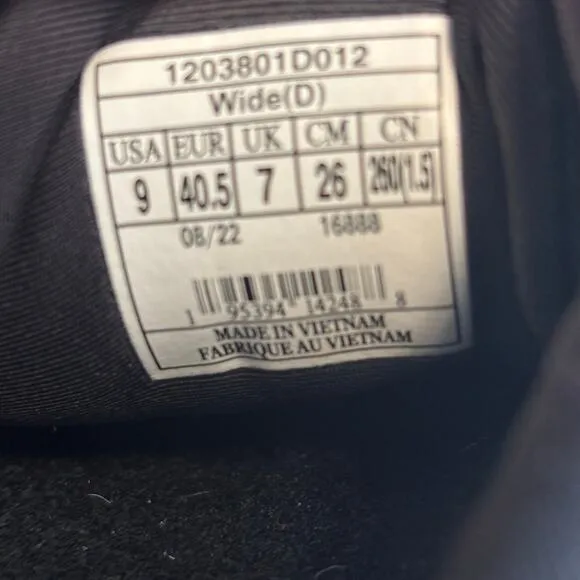 1203801D012
Wide(D)
USA EUR UK CM CN
9 40.5 7 26 260(1.5)
08/22 16888
1 95394 14248 8
MADE IN VIETNAM
FABRIQUE AU VIETNAM